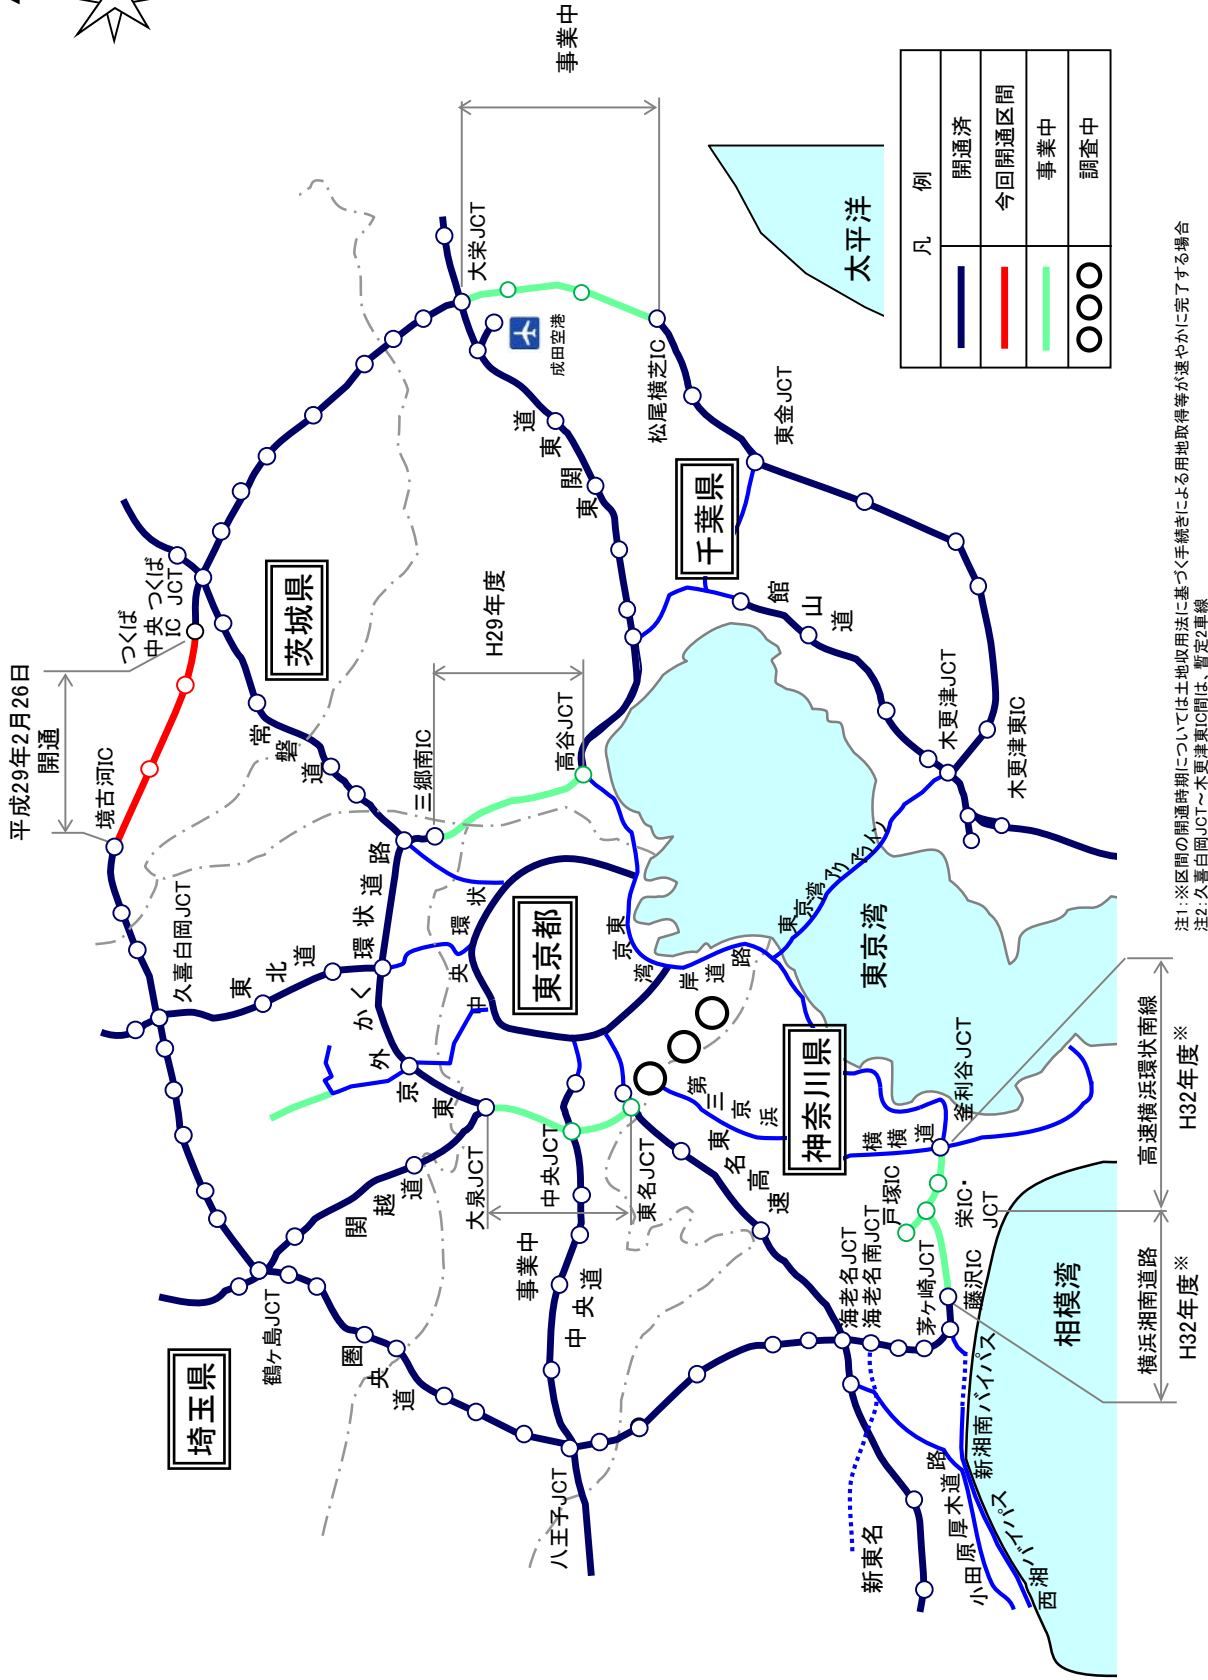 平成29年2月26日
開通
つくば
中央
IC
つくば
JCT
境古河IC
久喜白岡JCT
東北道
常磐道
茨城県
三郷南IC
H29年度
高谷JCT
大栄JCT
成田空港
事業中
東関東道
松尾横芝IC
東金JCT
千葉県
館山道
木更津JCT
木更津東IC
太平洋
凡例
開通済
今回開通区間
事業中
調査中
東京外かく環状道路
中央環状
東京都
東京湾岸道路
東京湾アクアライン
東京湾
埼玉県
鶴ヶ島JCT
関越道
圏央道
大泉JCT
中央JCT
東名JCT
事業中
中央道
八王子JCT
東名高速
第三京浜
神奈川県
横横道
釜利谷JCT
戸塚IC
栄IC・
JCT
海老名JCT
海老名南JCT
茅ヶ崎JCT
藤沢IC
新湘南バイパス
新東名
小田原厚木道路
西湘バイパス
相模湾
高速横浜環状南線
H32年度※
横浜湘南道路
H32年度※
注1:※区間の開通時期については土地収用法に基づく手続きによる用地取得等が速やかに完了する場合
注2:久喜白岡JCT～木更津東IC間は、暫定2車線